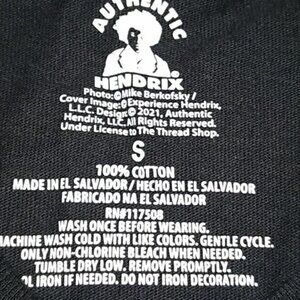 AUTHENTIC
HENDRIX
Photo:©Mike Berkofsky/
Cover Image:©Experience Hendrix,
L.L.C. Design:© 2021, Authentic
Hendrix, LLC. All Rights Reserved.
Under License to The Thread Shop.
S
100% COTTON
MADE IN EL SALVADOR/HECHO EN EL SALVADOR
FABRICADO NA EL SALVADOR
RN#117508
WASH ONCE BEFORE WEARING.
MACHINE WASH COLD WITH LIKE COLORS. GENTLE CYCLE.
ONLY NON-CHLORINE BLEACH WHEN NEEDED.
TUMBLE DRY LOW. REMOVE PROMPTLY.
OL IRON IF NEEDED. DO NOT IRON DECORATION.